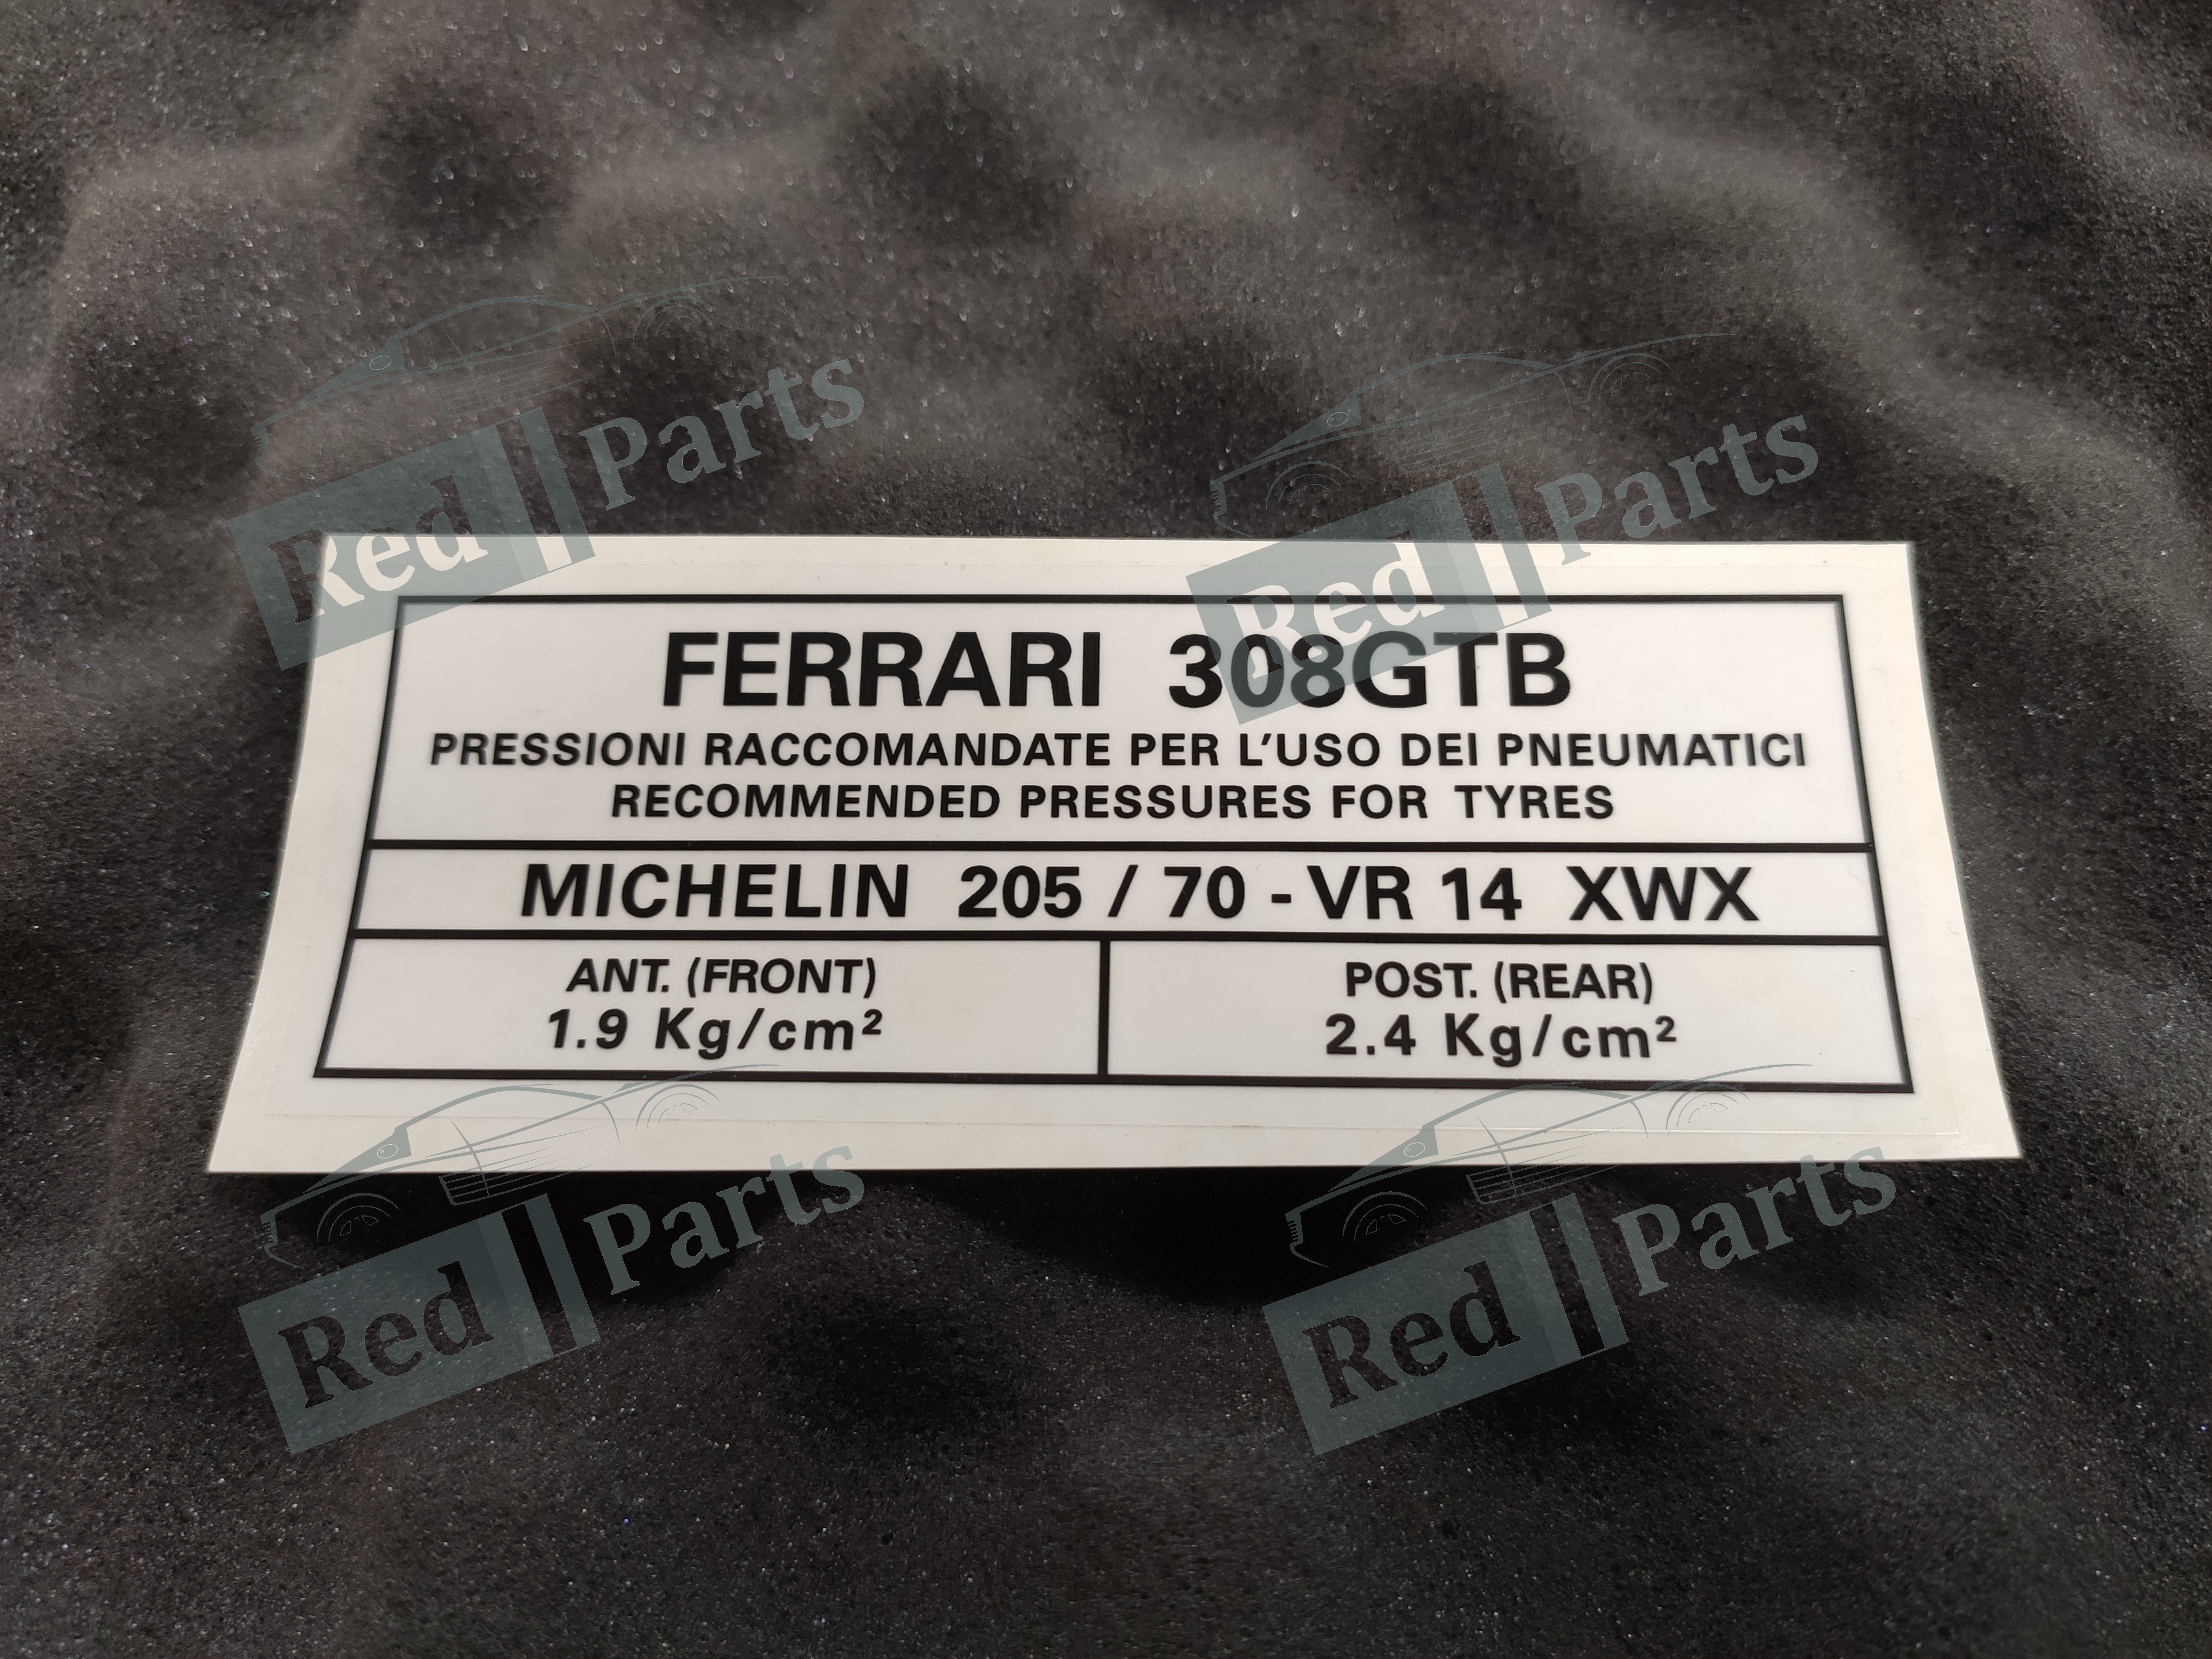 Red Parts
Red Parts
FERRARI 308GTB
PRESSIONI RACCOMANDATE PER L'USO DEI PNEUMATICI
RECOMMENDED PRESSURES FOR TYRES
MICHELIN 205 / 70 - VR 14 XWX
ANT. (FRONT)
1.9 Kg/cm²
POST. (REAR)
2.4 Kg/cm²
Red Parts
Red Parts